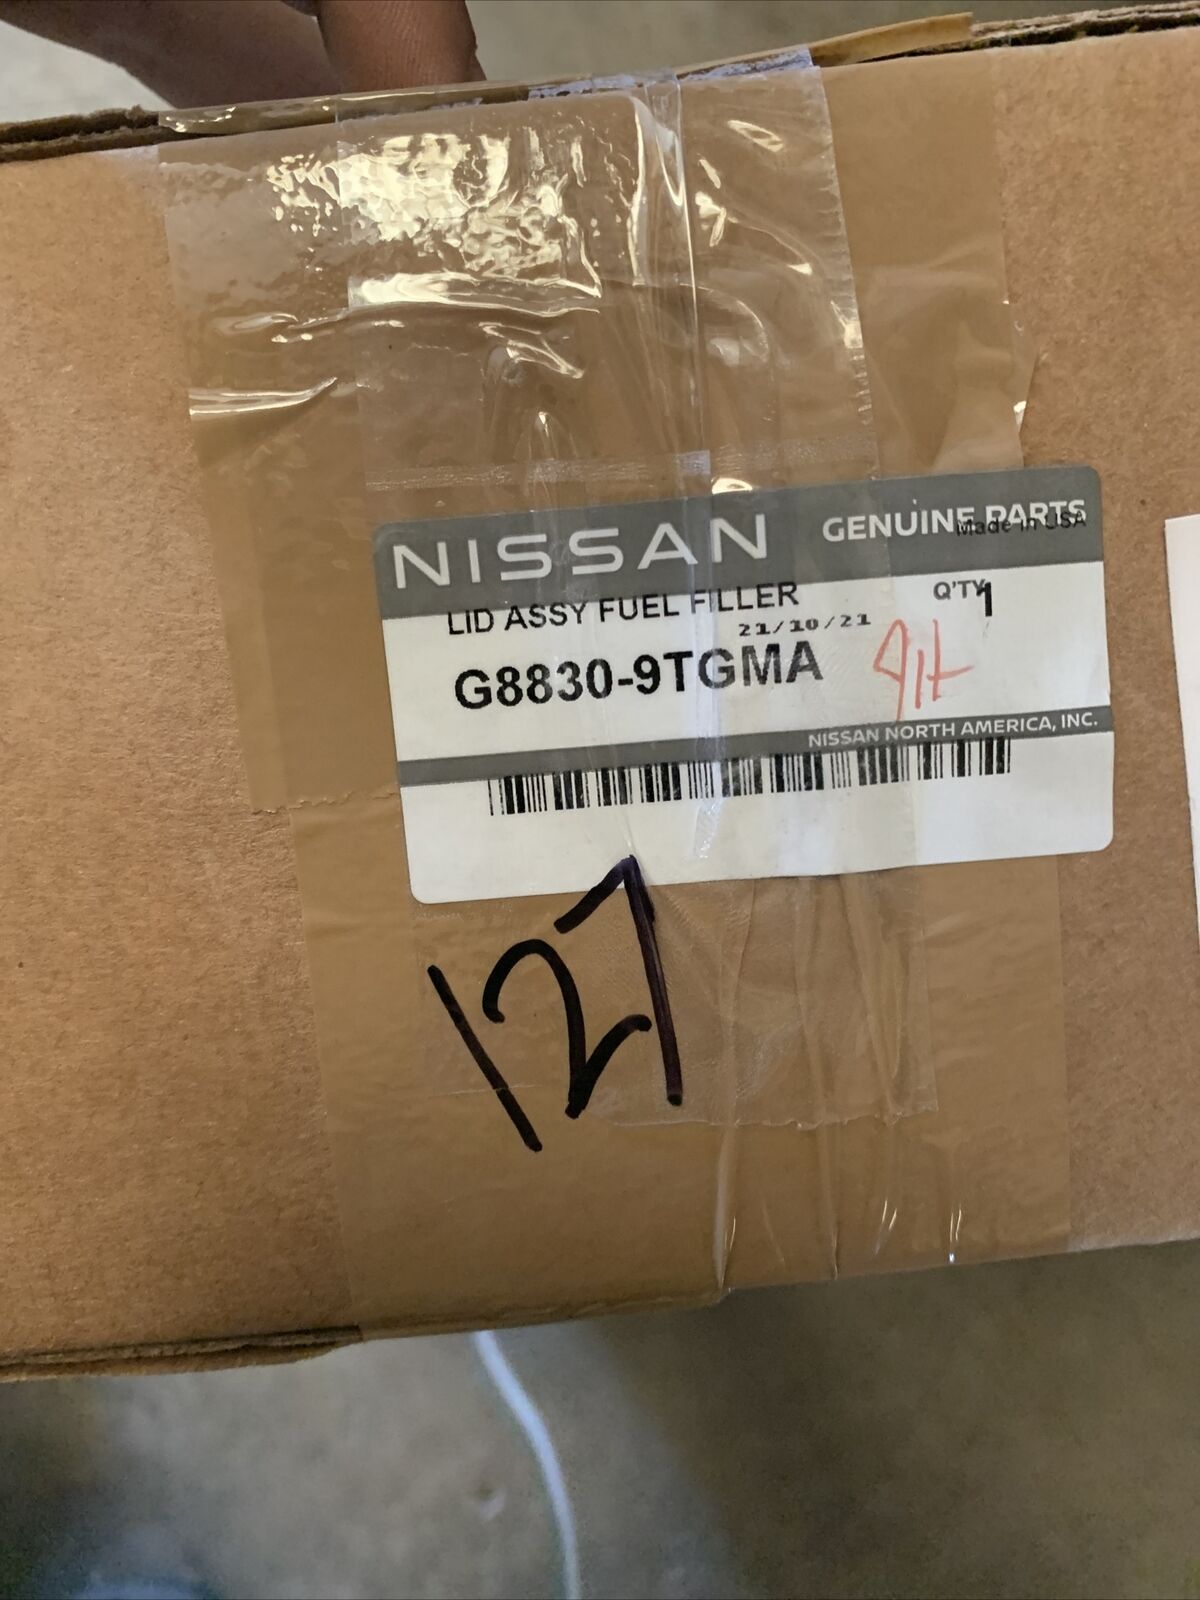 NISSAN GENUINE PARTS
Made in USA
LID ASSY FUEL FILLER Q'TY 1
21/10/21
G8830-9TGMA
NISSAN NORTH AMERICA, INC.
127